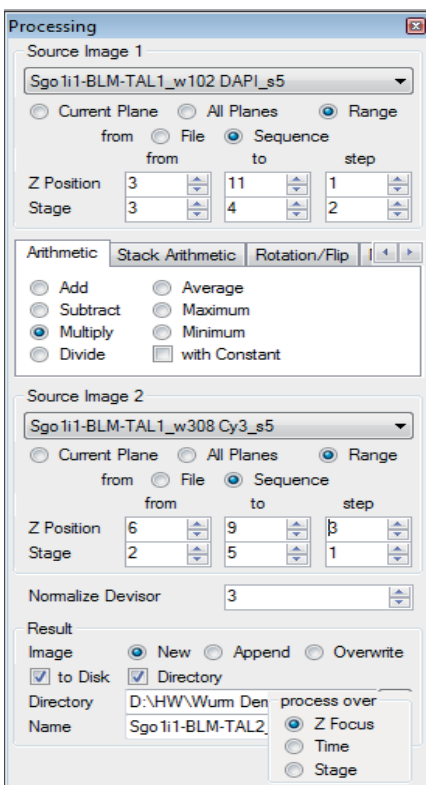 Processing
Source Image 1
Sgo1i1-BLM-TAL1_w102 DAPI_s5
Current Plane All Planes Range
from File Sequence
from to step
Z Position 3 11 1
Stage 3 4 2
Arithmetic Stack Arithmetic Rotation/Flip
Add Average
Subtract Maximum
Multiply Minimum
Divide with Constant
Source Image 2
Sgo1i1-BLM-TAL1_w308 Cy3_s5
Current Plane All Planes Range
from File Sequence
from to step
Z Position 6 9 3
Stage 2 5 1
Normalize Devisor 3
Result
Image New Append Overwrite
to Disk Directory
Directory D:\HW\Wurm Den process over
Name Sgo1i1-BLM-TAL2_ Z Focus
Time
Stage